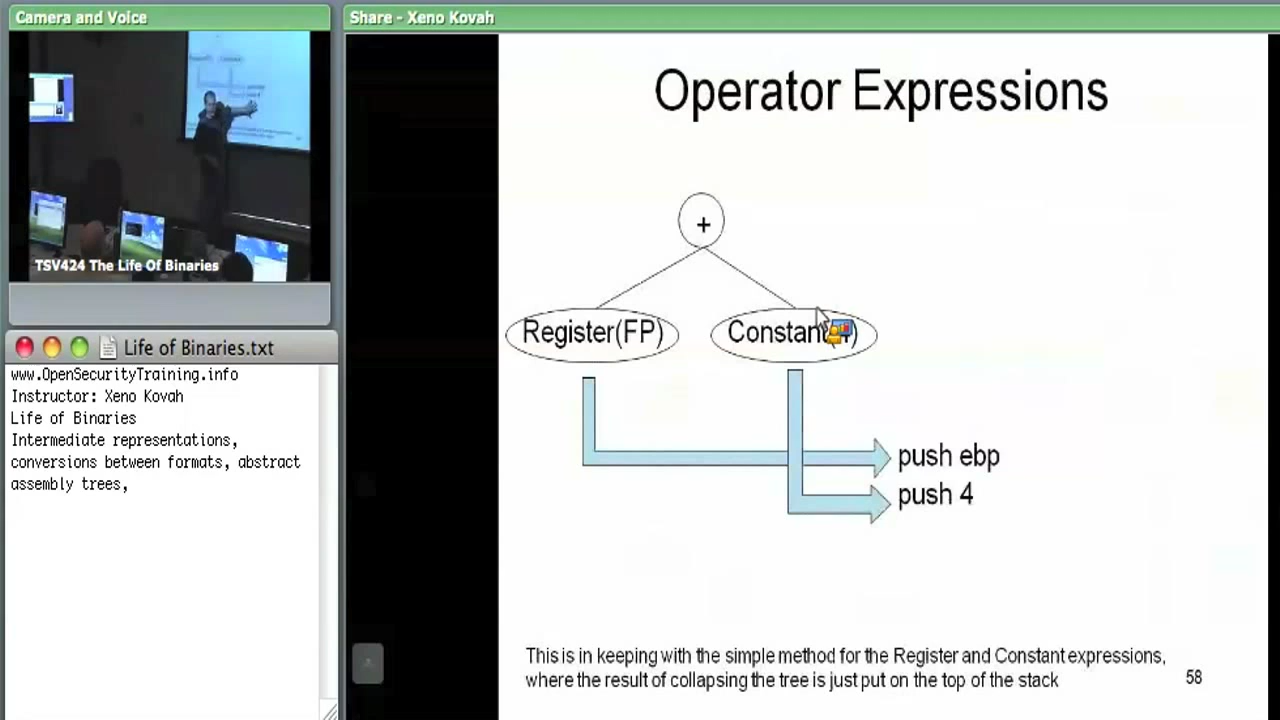 Camera and Voice
Share - Xeno Kovah
TSV424 The Life Of Binaries
Life of Binaries.txt
www.OpenSecurityTraining.info
Instructor: Xeno Kovah
Life of Binaries
Intermediate representations,
conversions between formats, abstract
assembly trees,
Operator Expressions
+
Register(FP)
push ebp
push 4
This is in keeping with the simple method for the Register and Constant expressions,
where the result of collapsing the tree is just put on the top of the stack
58